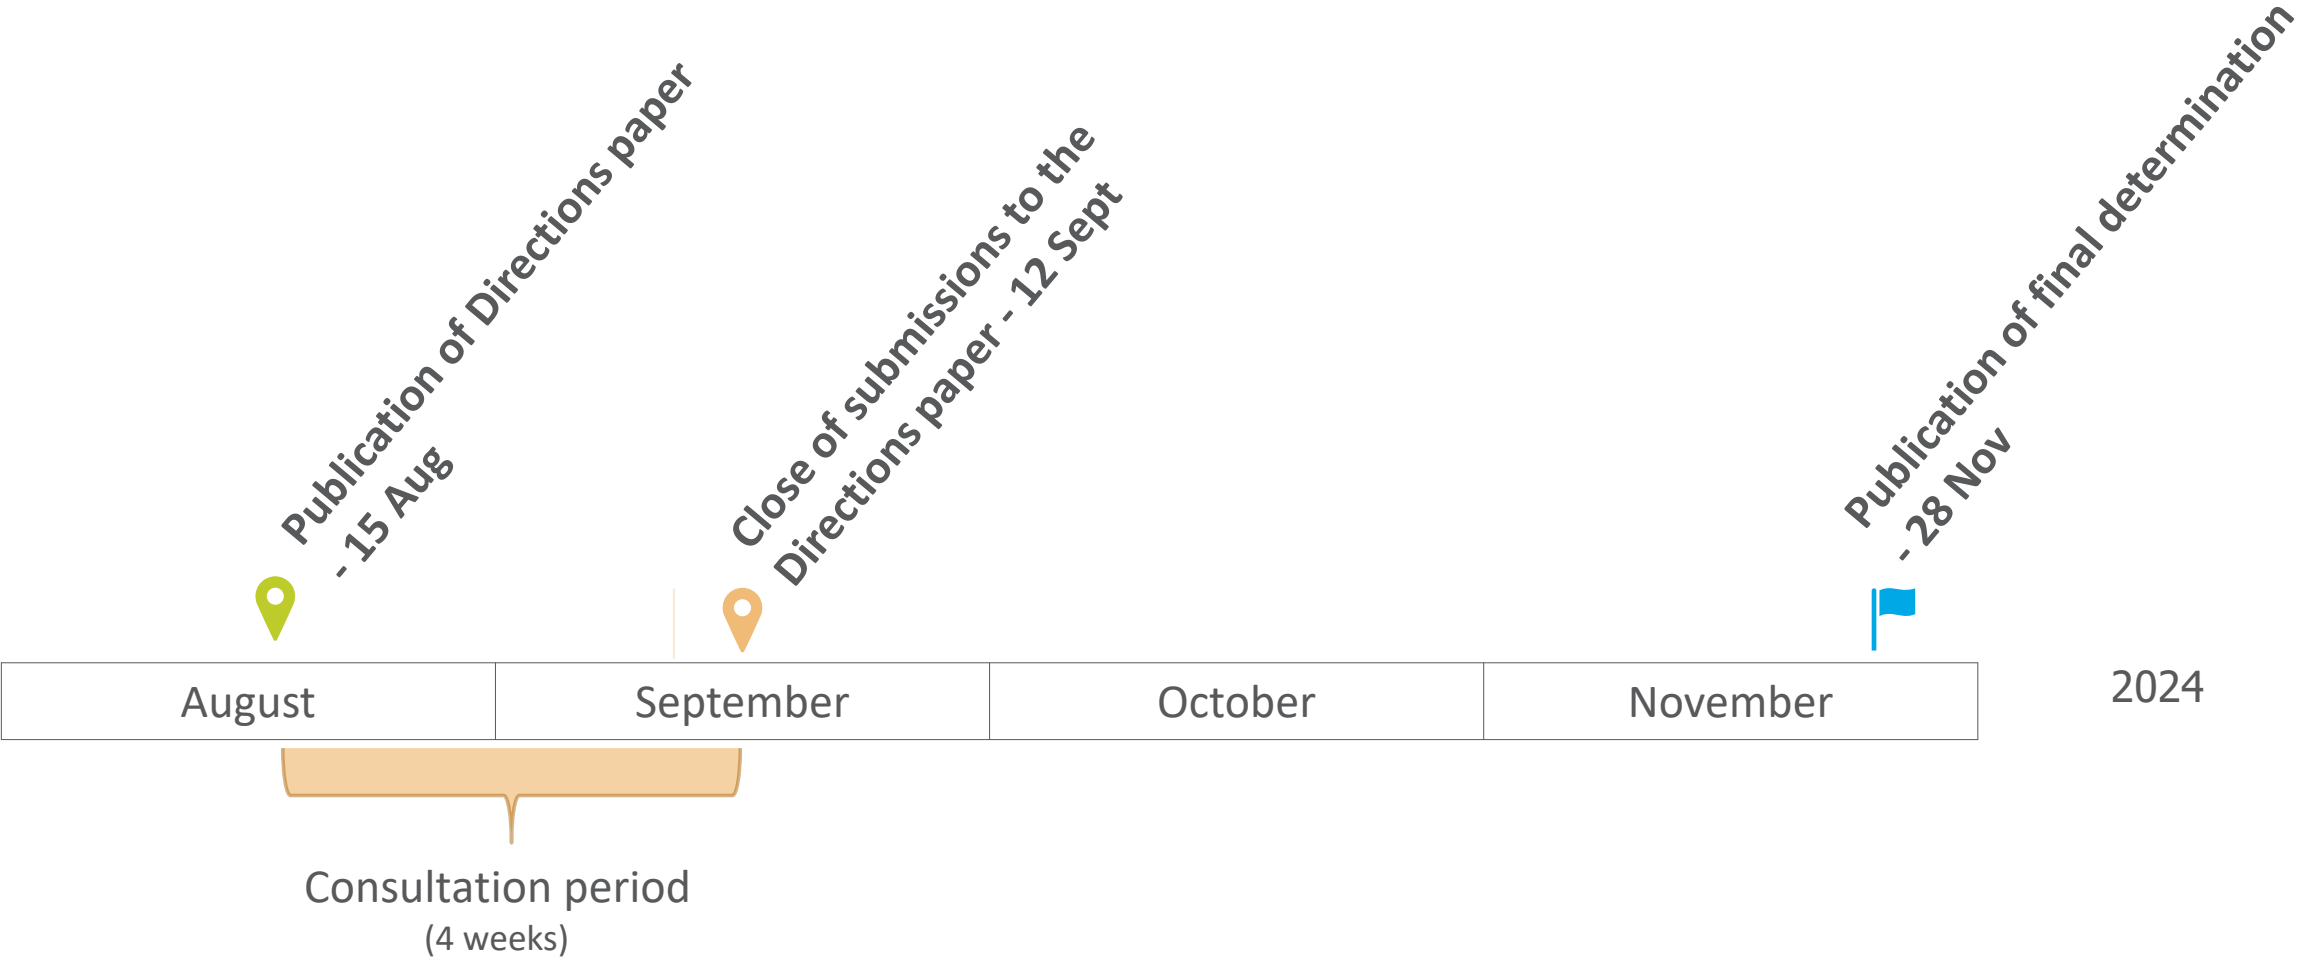 Publication of Directions paper
- 15 Aug
Close of submissions to the
Directions paper - 12 Sept
Publication of final determination
- 28 Nov
August
September
October
November
2024
Consultation period
(4 weeks)